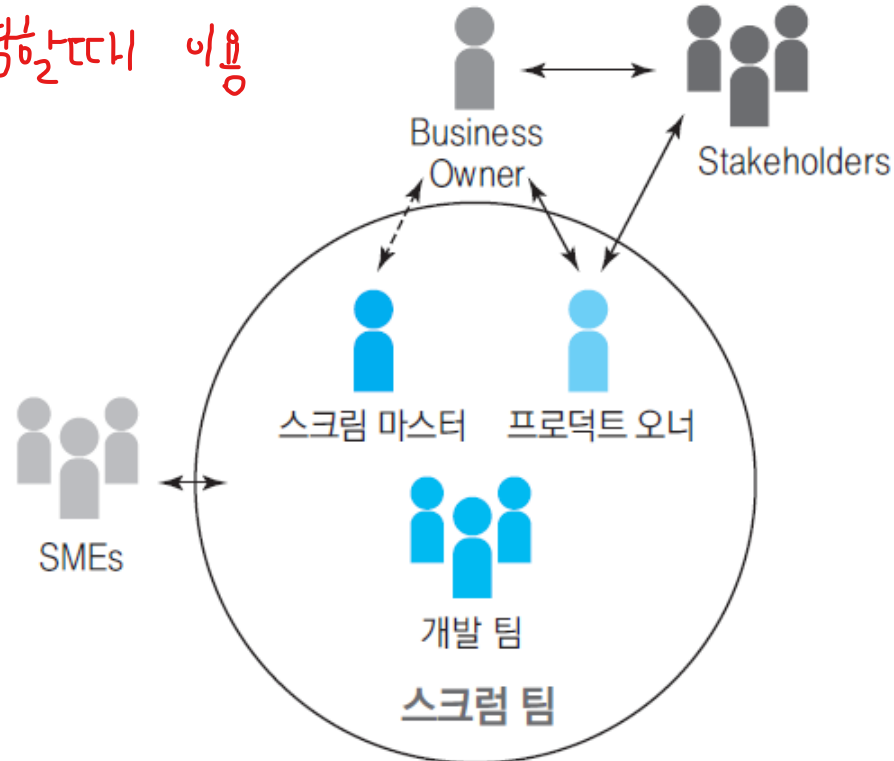 할때 이용
Business
Owner
Stakeholders
스크림 마스터
프로덕트 오너
SMEs
개발 팀
스크럼 팀